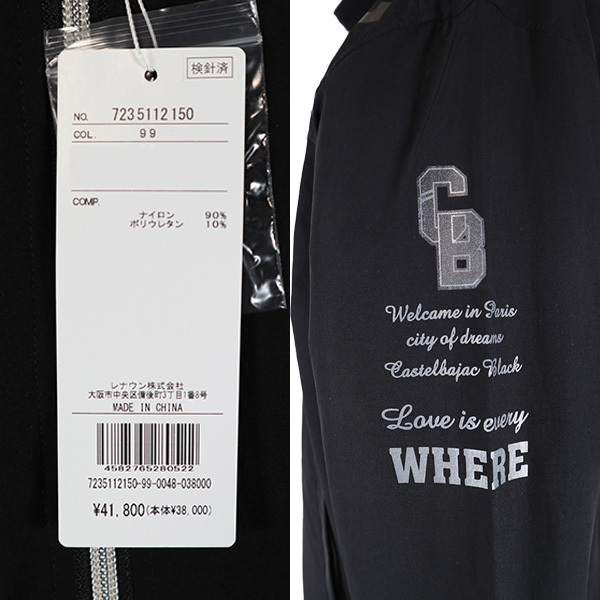 検針済
NO. 7235112150
COL. 99
COMP.
ナイロン 90%
ポリウレタン 10%
レナウン株式会社
大阪市中央区備後町3丁目1番8号
MADE IN CHINA
4582765280522
7235112150-99-0048-038000
¥41,800(本体¥38,000)
CB
Welcame in Paris
city of dreams
Castelbajac Black
Love is every
WHERE